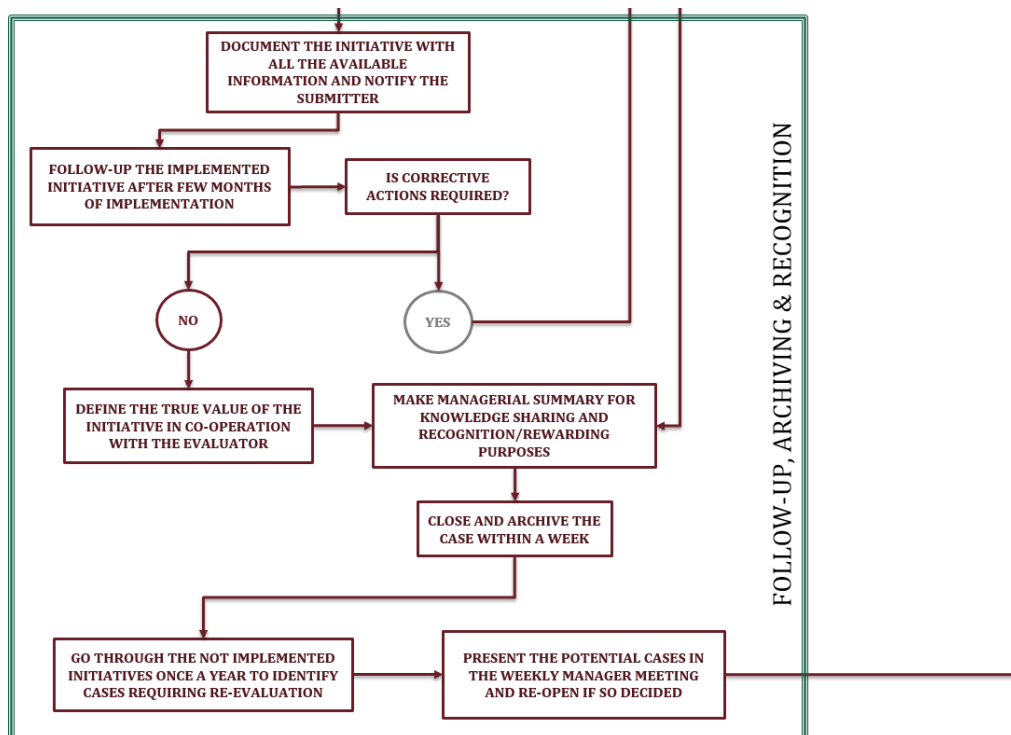 DOCUMENT THE INITIATIVE WITH
ALL THE AVAILABLE
INFORMATION AND NOTIFY THE
SUBMITTER
FOLLOW-UP THE IMPLEMENTED
INITIATIVE AFTER FEW MONTHS
OF IMPLEMENTATION
IS CORRECTIVE
ACTIONS REQUIRED?
NO
YES
DEFINE THE TRUE VALUE OF THE
INITIATIVE IN CO-OPERATION
WITH THE EVALUATOR
MAKE MANAGERIAL SUMMARY FOR
KNOWLEDGE SHARING AND
RECOGNITION/REWARDING
PURPOSES
CLOSE AND ARCHIVE THE
CASE WITHIN A WEEK
GO THROUGH THE NOT IMPLEMENTED
INITIATIVES ONCE A YEAR TO IDENTIFY
CASES REQUIRING RE-EVALUATION
PRESENT THE POTENTIAL CASES IN
THE WEEKLY MANAGER MEETING
AND RE-OPEN IF SO DECIDED
FOLLOW-UP, ARCHIVING & RECOGNITION